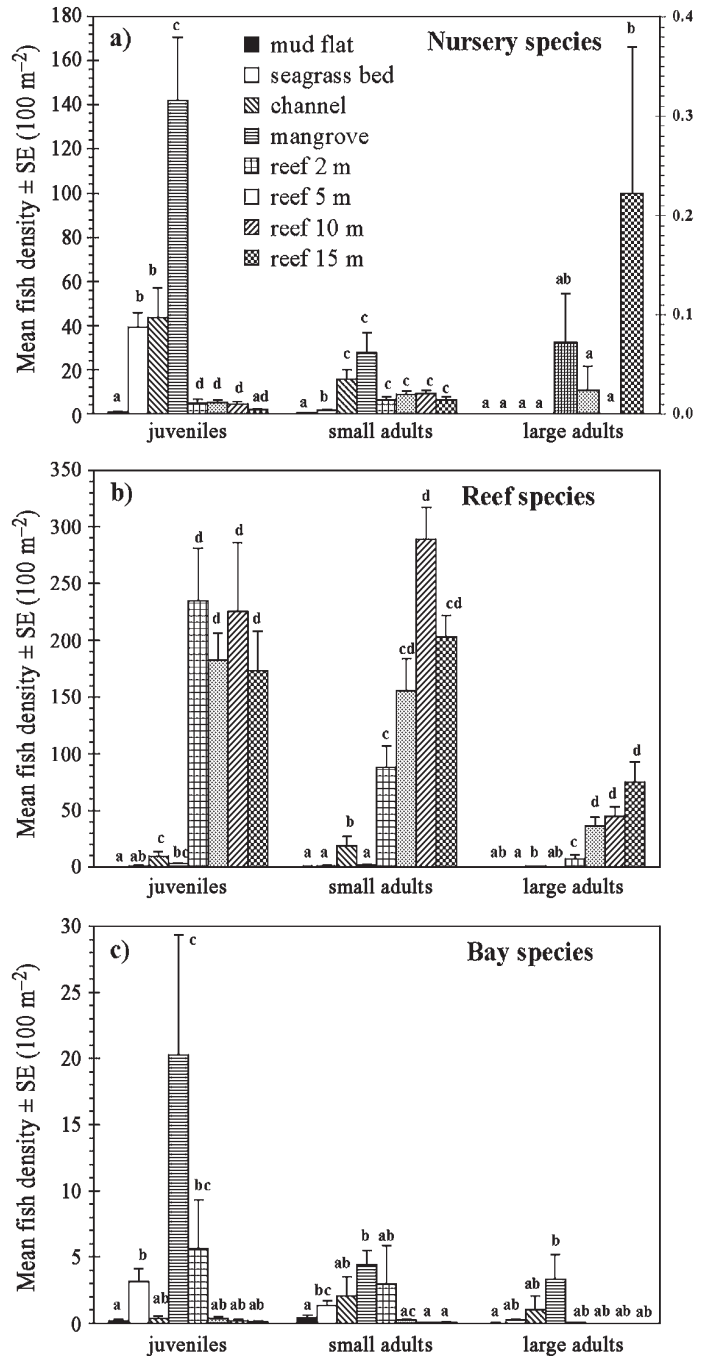 a) Nursery species
Mean fish density ± SE (100 m⁻²)
180
160
140
120
100
80
60
40
20
0
0.4
0.3
0.2
0.1
0.0
mud flat
seagrass bed
channel
mangrove
reef 2 m
reef 5 m
reef 10 m
reef 15 m
a b b c d d d ad
a b c c c c c c
a a a a ab a a b
juveniles small adults large adults
b) Reef species
Mean fish density ± SE (100 m⁻²)
350
300
250
200
150
100
50
0
a ab c bc d d d d
a a b a c cd d cd
ab a b ab c d d d
juveniles small adults large adults
c) Bay species
Mean fish density ± SE (100 m⁻²)
30
25
20
15
10
5
0
a b ab c bc ab ab ab
a bc ab b ab ac a a
a ab ab b ab ab ab ab
juveniles small adults large adults